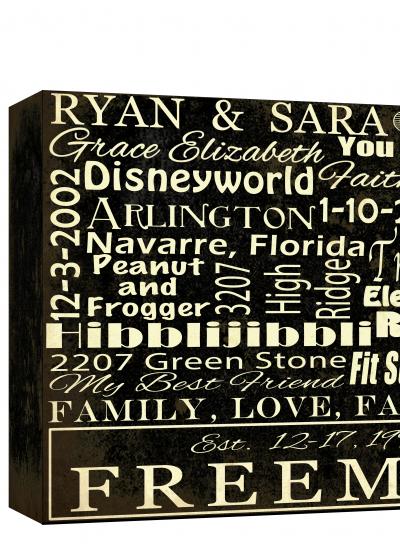 RYAN & SARA
Grace Elizabeth You
12-3-2002
Disneyworld Faith
ARLINGTON 1-10-
Navarre, Florida
Peanut
and
Frogger
3207
High
Ridge
Ele
Hibblijibbli
2207 Green Stone Fit
My Best Friend
FAMILY, LOVE, FA
Est. 12-17, 19
FREEM